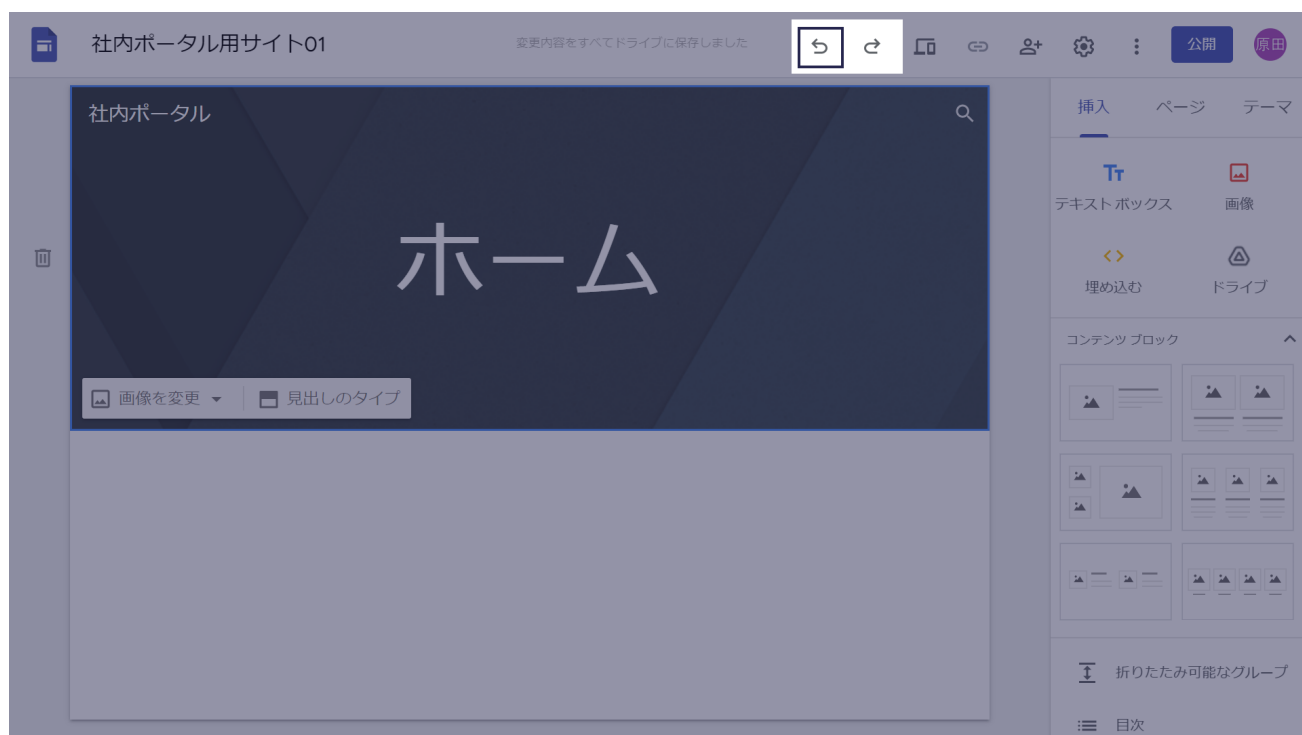 社内ポータル用サイト01
変更内容をすべてドライブに保存しました
公開
原田
社内ポータル
ホーム
画像を変更
見出しのタイプ
挿入 ページ テーマ
Tт
テキスト ボックス 画像
埋め込む ドライブ
コンテンツ ブロック
折りたたみ可能なグループ
目次